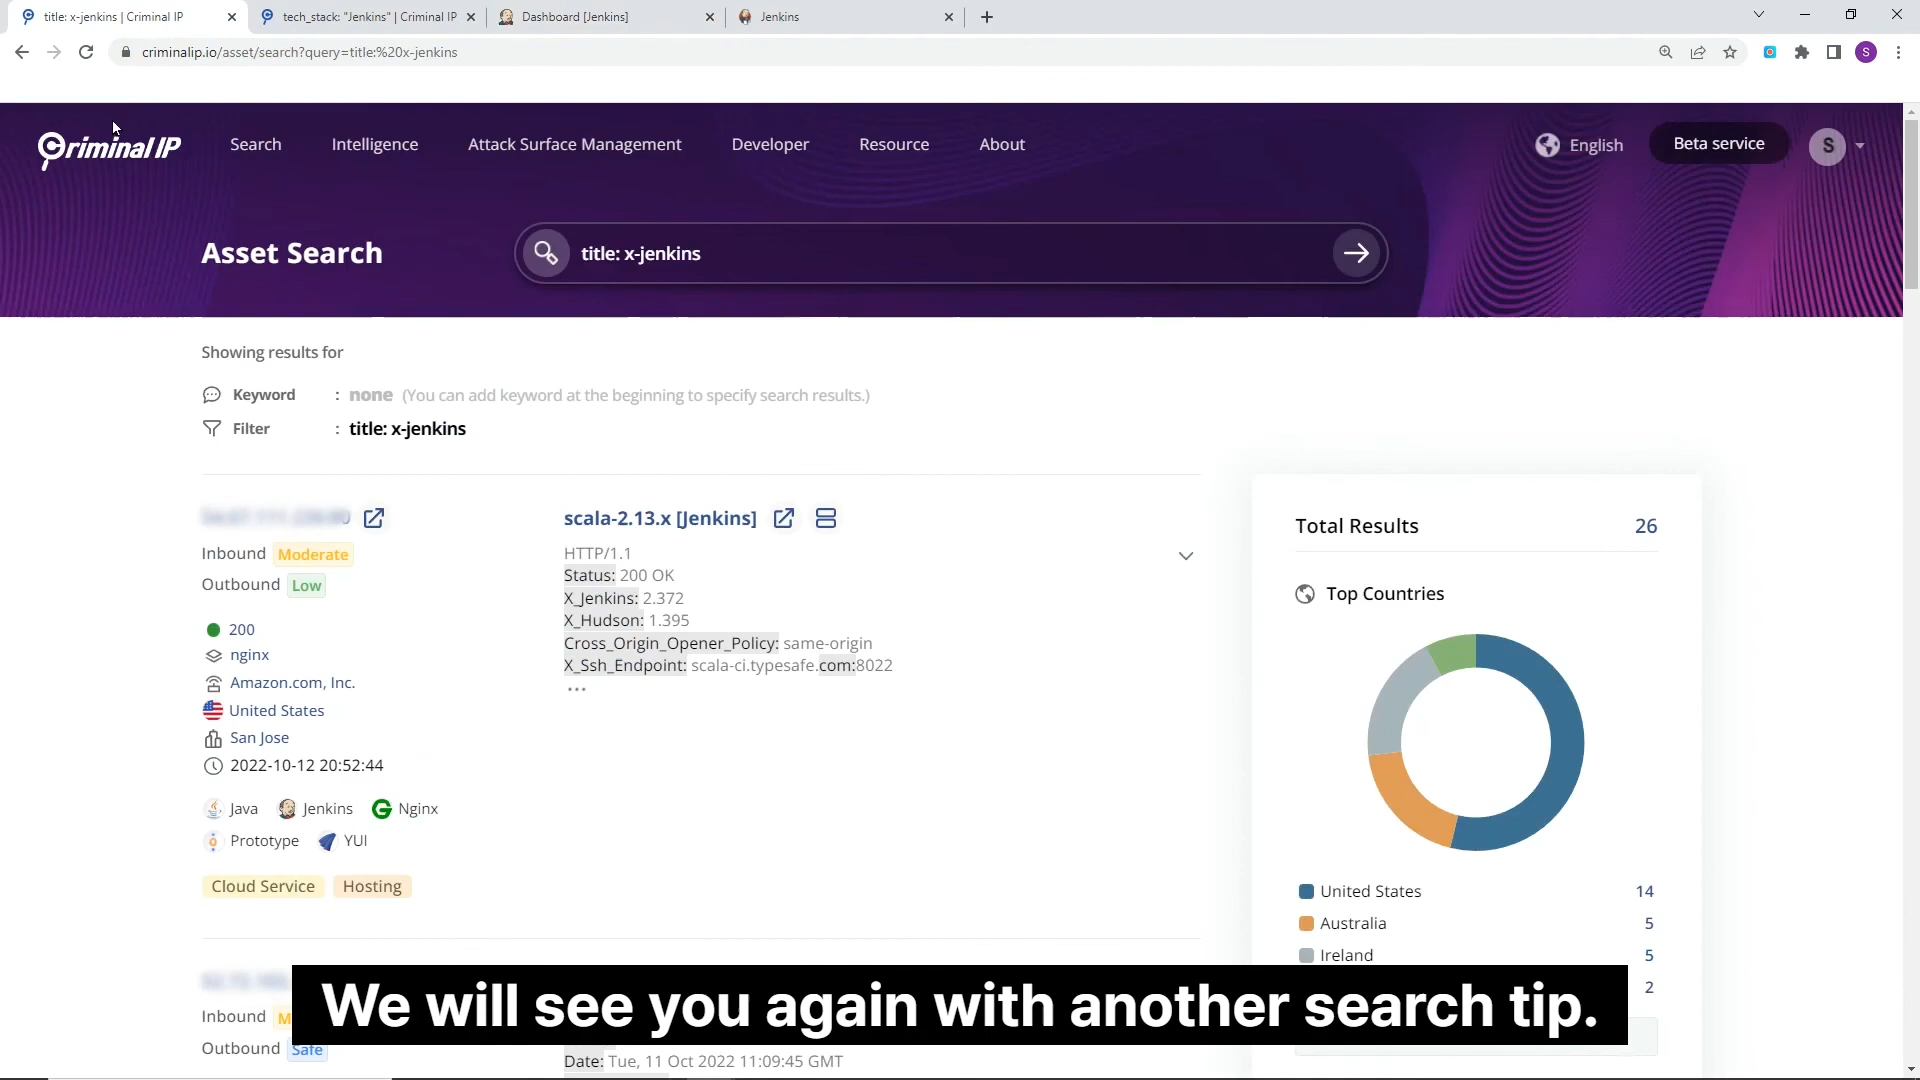 title: x-jenkins | Criminal IP
tech_stack: "Jenkins" | Criminal IP
Dashboard [Jenkins]
Jenkins
criminalip.io/asset/search?query=title:%20x-jenkins
S
Criminal IP
Search
Intelligence
Attack Surface Management
Developer
Resource
About
English
Beta service
S
Asset Search
title: x-jenkins
Showing results for
Keyword : none (You can add keyword at the beginning to specify search results.)
Filter : title: x-jenkins
Inbound Moderate
Outbound Low
200
nginx
Amazon.com, Inc.
United States
San Jose
2022-10-12 20:52:44
Java Jenkins Nginx
Prototype YUI
Cloud Service Hosting
scala-2.13.x [Jenkins]
HTTP/1.1
Status: 200 OK
X_Jenkins: 2.372
X_Hudson: 1.395
Cross_Origin_Opener_Policy: same-origin
X_Ssh_Endpoint: scala-ci.typesafe.com:8022
...
Total Results 26
Top Countries
United States 14
Australia 5
Ireland 5
2
Inbound
Outbound Safe
Date: Tue, 11 Oct 2022 11:09:45 GMT
We will see you again with another search tip.